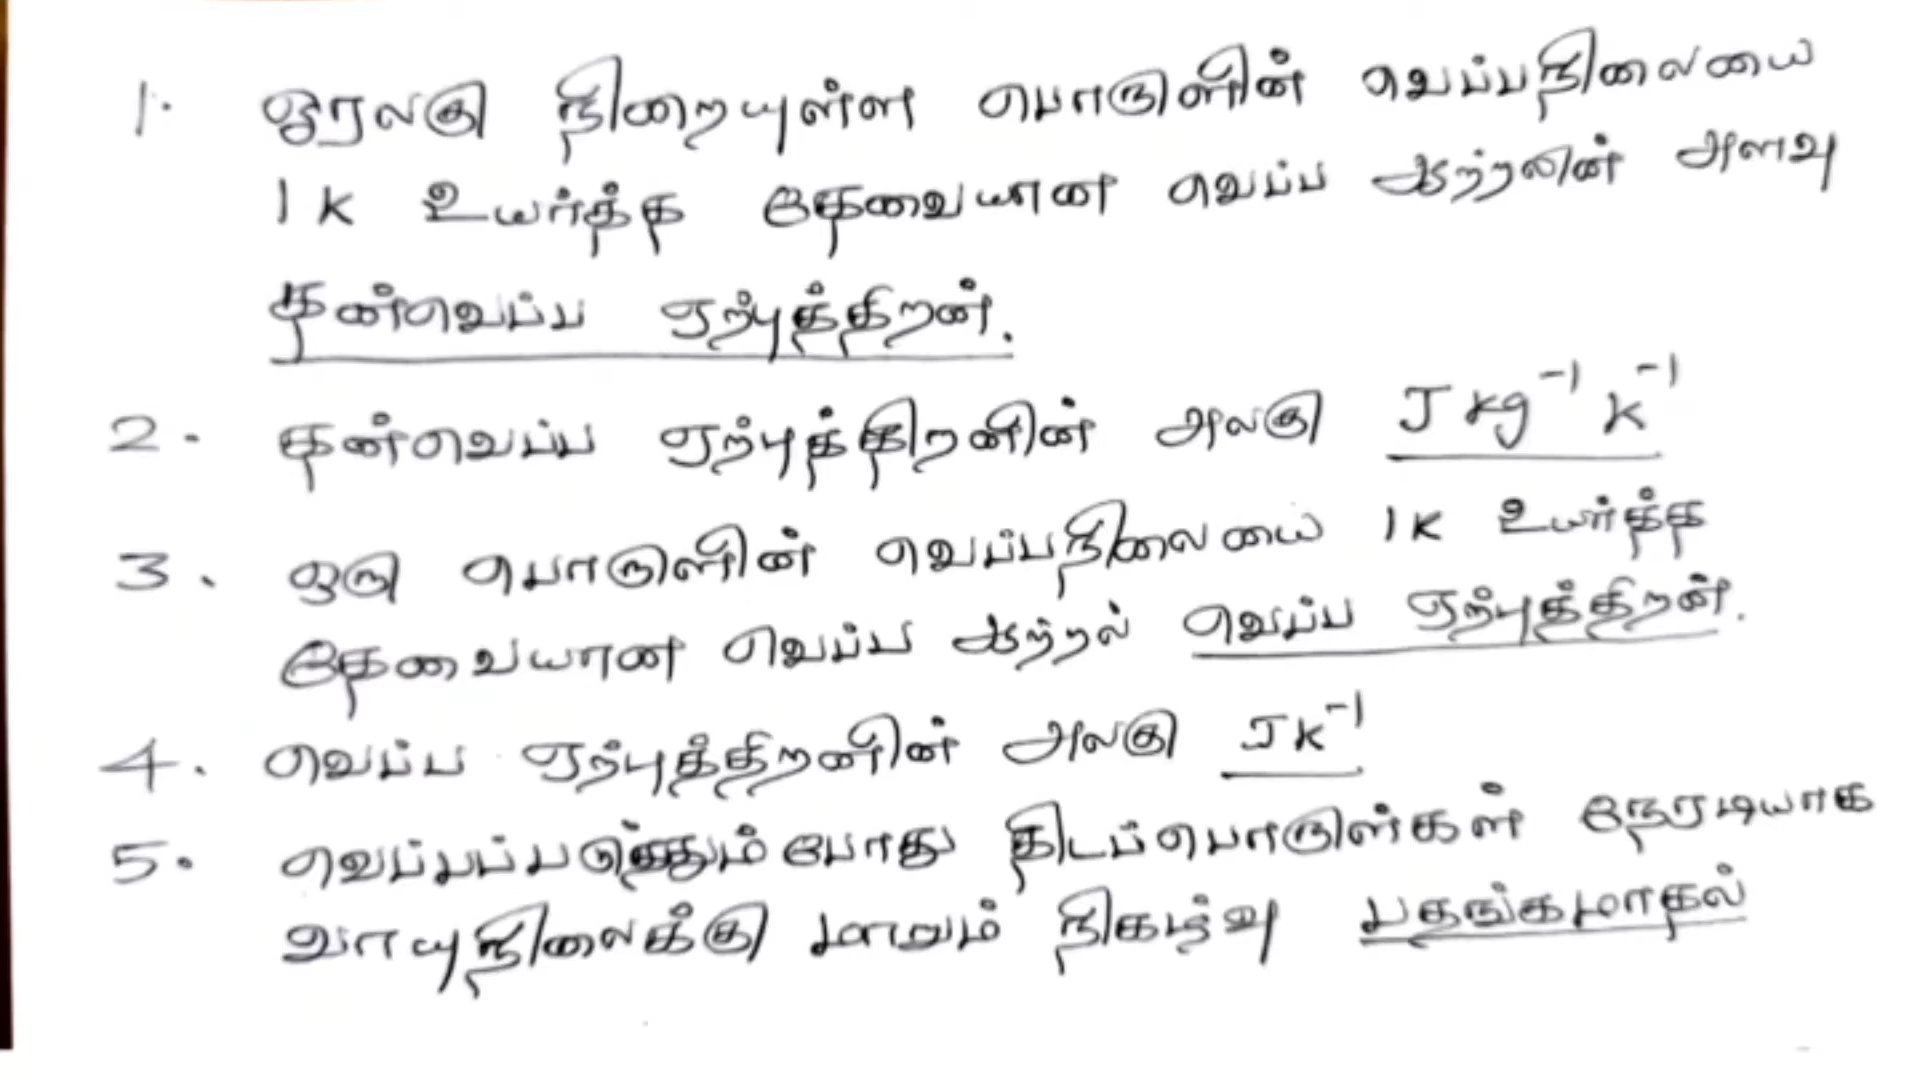 1. ஓரலகு நிறையுள்ள பொருளின் வெப்பநிலையை
1 K உயர்த்த தேவையான வெப்ப ஆற்றலின் அளவு
தன்வெப்ப ஏற்புத்திறன்.
2. தன்வெப்ப ஏற்புத்திறனின் அலகு J kg⁻¹ K⁻¹
3. ஒரு பொருளின் வெப்பநிலையை 1 K உயர்த்த
தேவையான வெப்ப ஆற்றல் வெப்ப ஏற்புத்திறன்.
4. வெப்ப ஏற்புத்திறனின் அலகு J K⁻¹
5. வெப்பப்படுத்தும்போது திடப்பொருள்கள் நேரடியாக
வாயுநிலைக்கு மாறும் நிகழ்வு பதங்கமாதல்